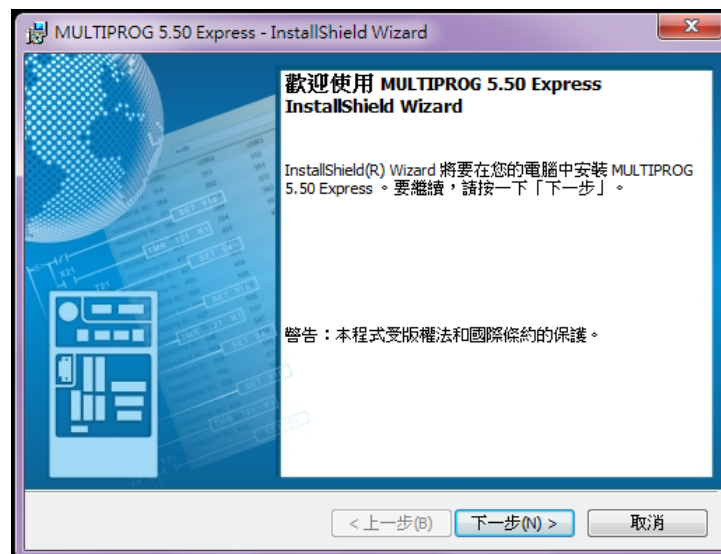 MULTIPROG 5.50 Express - InstallShield Wizard
歡迎使用 MULTIPROG 5.50 Express
InstallShield Wizard
InstallShield(R) Wizard 將要在您的電腦中安裝 MULTIPROG
5.50 Express 。要繼續，請按一下「下一步」。
警告：本程式受版權法和國際條約的保護。
< 上一步(B)
下一步(N) >
取消